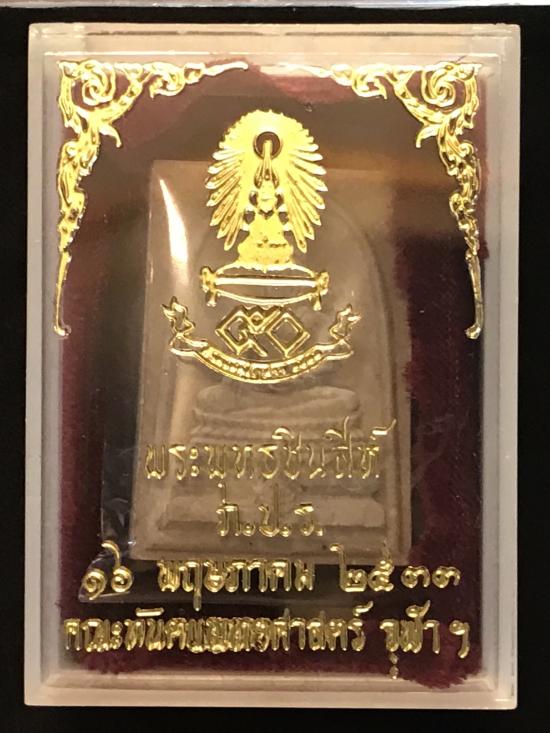 ๕๐
พระพุทธชินสีห์
ภ.ป.ร.
๑๖ พฤษภาคม ๒๕๓๓
คณะทันตแพทยศาสตร์ จุฬาฯ